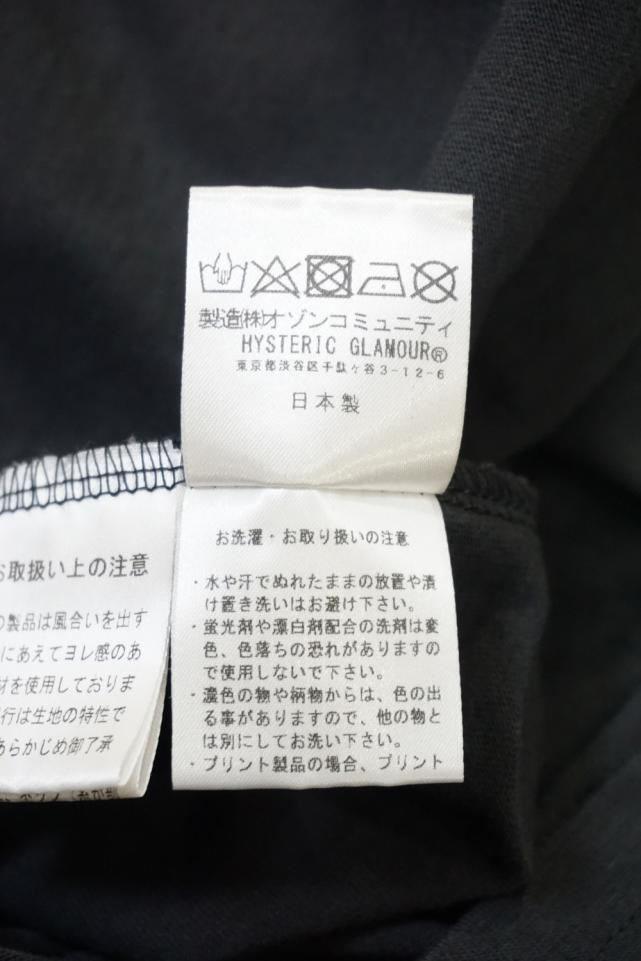 製造(株)オゾンコミュニティ
HYSTERIC GLAMOUR®
東京都渋谷区千駄ヶ谷3-12-6
日本製
お洗濯・お取り扱いの注意
・水や汗でぬれたままの放置や漬
け置き洗いはお避け下さい。
・蛍光剤や漂白剤配合の洗剤は変
色、色落ちの恐れがありますの
で使用しないで下さい。
・濃色の物や柄物からは、色の出
る事がありますので、他の物と
は別にしてお洗い下さい。
・プリント製品の場合、プリント
お取扱い上の注意
の製品は風合いを出す
にあえてヨレ感のあ
材を使用しておりま
行は生地の特性で
あらかじめ御了承